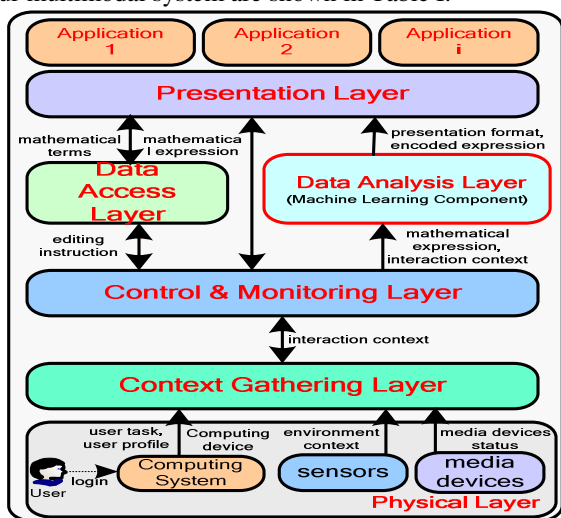 ur multimodal system are shown in Table 1.
Application
1
Application
2
Application
i
Presentation Layer
mathematical
terms
mathematica
l expression
presentation format,
encoded expression
Data
Access
Layer
Data Analysis Layer
(Machine Learning Component)
editing
instruction
mathematical
expression,
interaction context
Control & Monitoring Layer
interaction context
Context Gathering Layer
user task,
user profile
Computing
device
environment
context
media devices
status
User
login
Computing
System
sensors
media
devices
Physical Layer